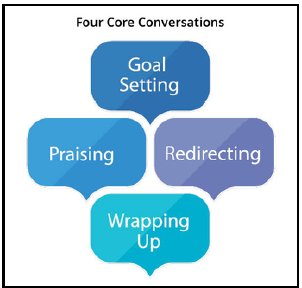 Four Core Conversations
Goal
Setting
Praising
Redirecting
Wrapping
Up